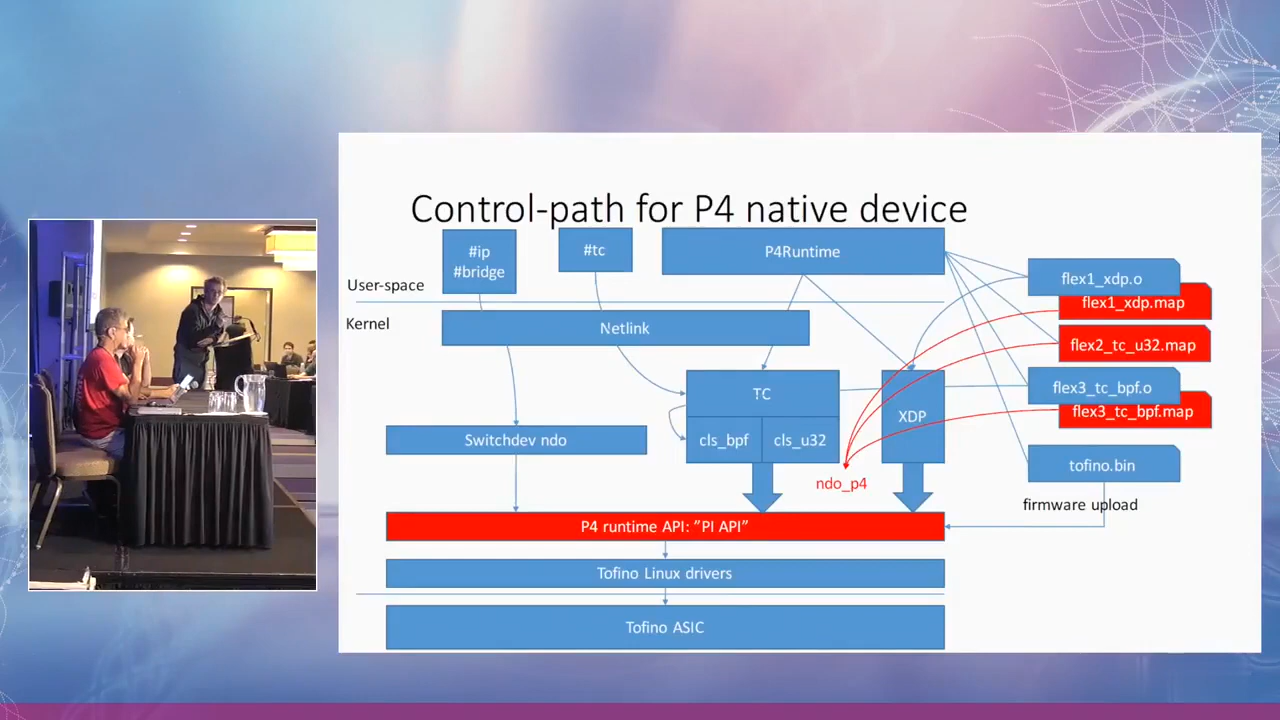 Control-path for P4 native device
#ip
#bridge
#tc
P4Runtime
User-space
Kernel
Netlink
flex1_xdp.o
flex1_xdp.map
flex2_tc_u32.map
flex3_tc_bpf.o
flex3_tc_bpf.map
TC
XDP
cls_bpf
cls_u32
Switchdev ndo
ndo_p4
tofino.bin
firmware upload
P4 runtime API: ”PI API”
Tofino Linux drivers
Tofino ASIC